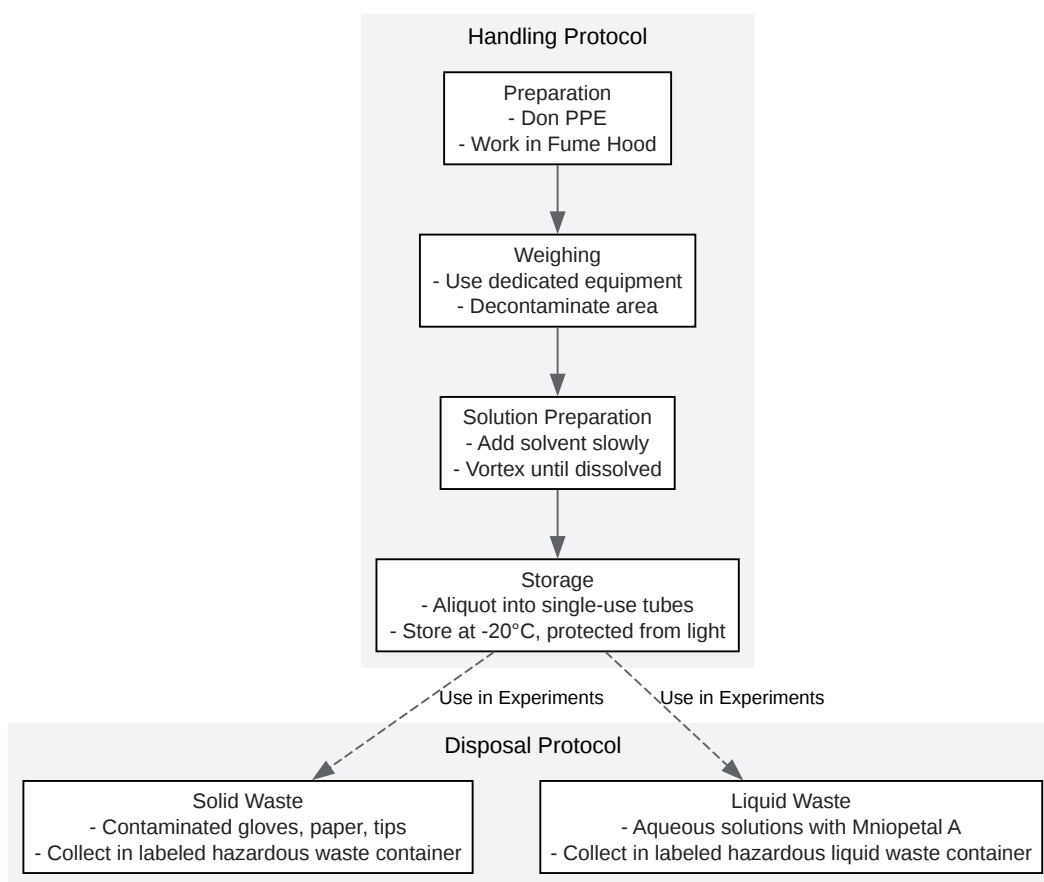 Handling Protocol
Preparation
- Don PPE
- Work in Fume Hood
Weighing
- Use dedicated equipment
- Decontaminate area
Solution Preparation
- Add solvent slowly
- Vortex until dissolved
Storage
- Aliquot into single-use tubes
- Store at -20°C, protected from light
Use in Experiments
Use in Experiments
Disposal Protocol
Solid Waste
- Contaminated gloves, paper, tips
- Collect in labeled hazardous waste container
Liquid Waste
- Aqueous solutions with Mniopetal A
- Collect in labeled hazardous liquid waste container